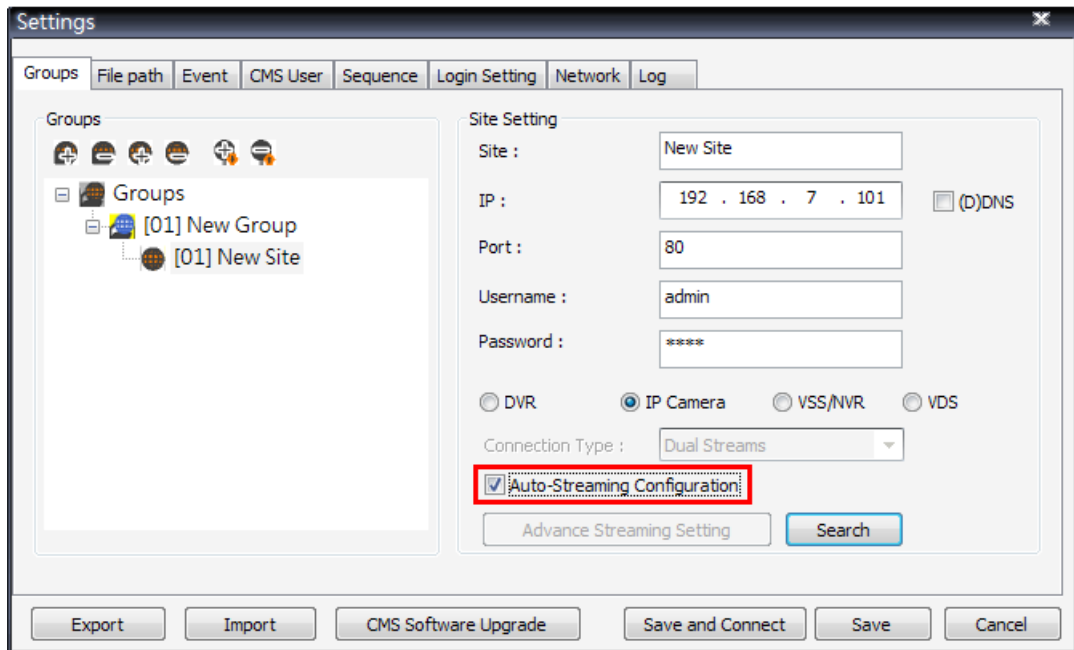 Settings
Groups File path Event CMS User Sequence Login Setting Network Log
Groups
Groups
[01] New Group
[01] New Site
Site Setting
Site : New Site
IP : 192 . 168 . 7 . 101 (D)DNS
Port : 80
Username : admin
Password : ****
DVR IP Camera VSS/NVR VDS
Connection Type : Dual Streams
Auto-Streaming Configuration
Advance Streaming Setting Search
Export Import CMS Software Upgrade Save and Connect Save Cancel